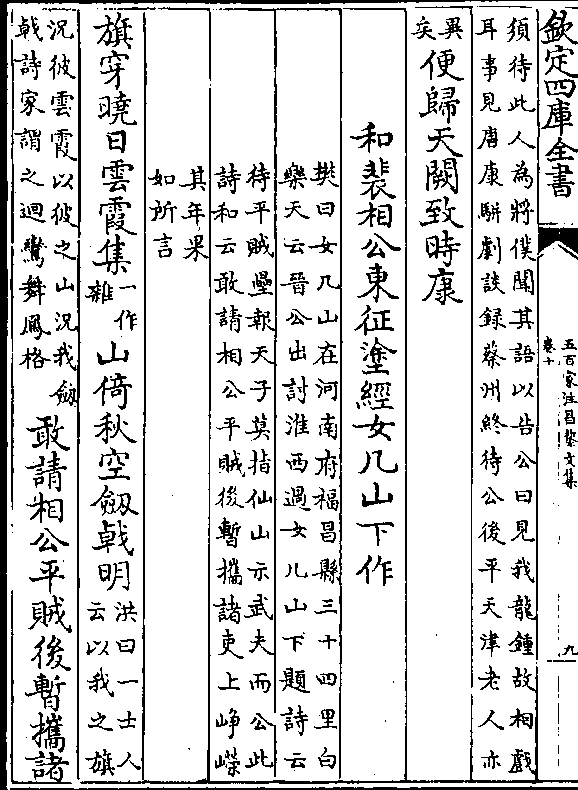 欽定四庫全書
五百家注昌黎文集
卷十
九
須待此人為將僕聞其語以告公曰見我龍鍾故相戲
耳事見唐康駢劇談錄蔡州終待公後平天津老人亦
異
矣
便歸天闕致時康
和裴相公東征塗經女几山下作
樊曰女几山在河南府福昌縣三十四里白
樂天云晉公出討淮西過女几山下題詩云
待平賊壘報天子莫指仙山示武夫而公此
詩和云敢請相公平賊後暫攜諸吏上崢嶸
其年果
如所言
旗穿曉日雲霞集
一作
雜
山倚秋空劔戟明
洪曰一士人
云以我之旗
況彼雲霞以彼之山況我劔
戟詩家謂之迴鸞舞鳳格
敢請相公平賊後暫攜諸